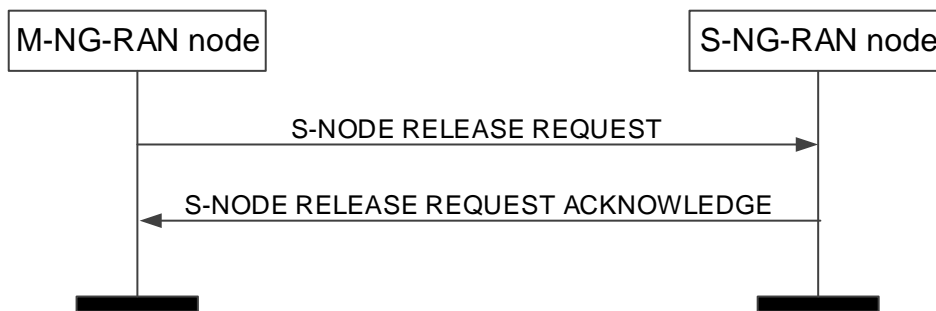 M-NG-RAN node
S-NG-RAN node
S-NODE RELEASE REQUEST
S-NODE RELEASE REQUEST ACKNOWLEDGE